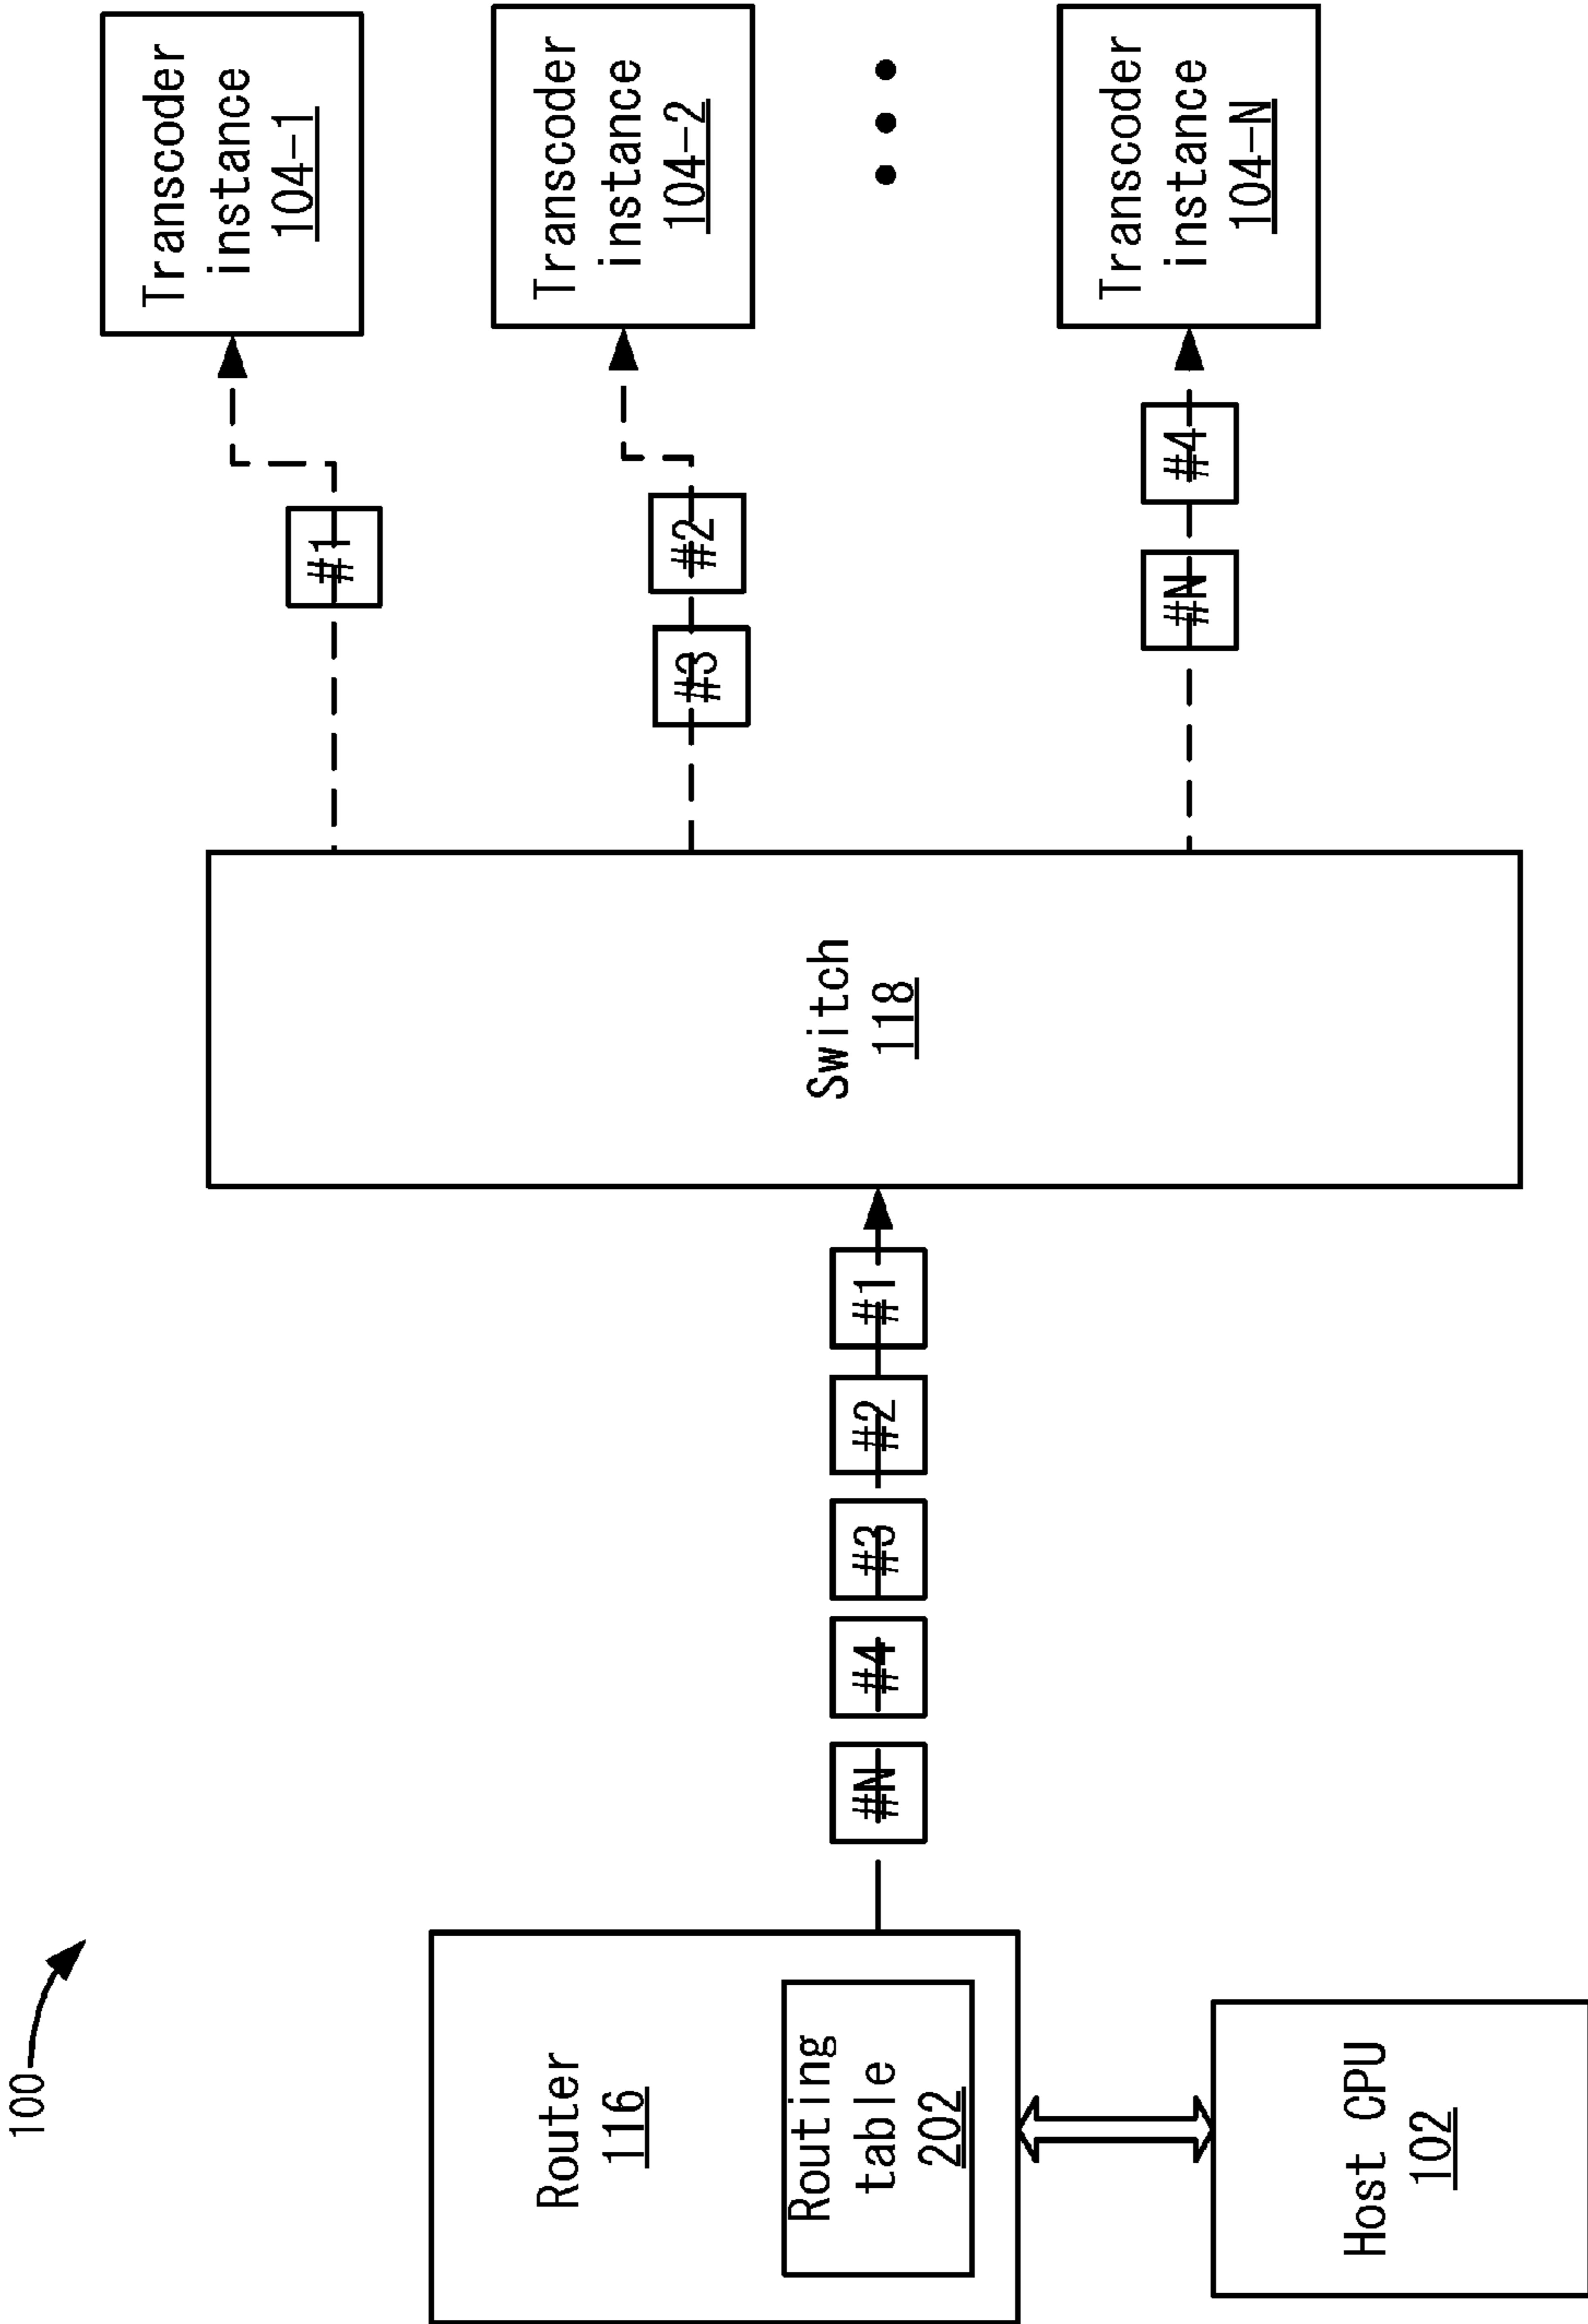 100
Router
116
Routing
table
202
Host CPU
102
#N
#4
#3
#2
#1
Switch
118
#1
#3
#2
#N
#4
Transcoder
instance
104-1
Transcoder
instance
104-2
Transcoder
instance
104-N